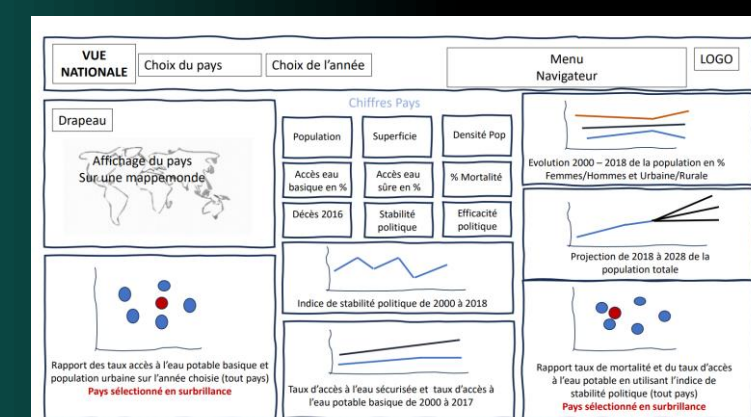 VUE
NATIONALE
Choix du pays
Choix de l'année
Menu
Navigateur
LOGO
Drapeau
Affichage du pays
Sur une mappemonde
Chiffres Pays
Population
Superficie
Densité Pop
Accès eau
basique en %
Accès eau
sûre en %
% Mortalité
Décès 2016
Stabilité
politique
Efficacité
politique
Evolution 2000 – 2018 de la population en %
Femmes/Hommes et Urbaine/Rurale
Projection de 2018 à 2028 de la
population totale
Indice de stabilité politique de 2000 à 2018
Rapport des taux accès à l'eau potable basique et
population urbaine sur l'année choisie (tout pays)
Pays sélectionné en surbrillance
Taux d'accès à l'eau sécurisée et taux d'accès à
l'eau potable basique de 2000 à 2017
Rapport taux de mortalité et du taux d'accès
à l'eau potable en utilisant l'indice de
stabilité politique (tout pays)
Pays sélectionné en surbrillance